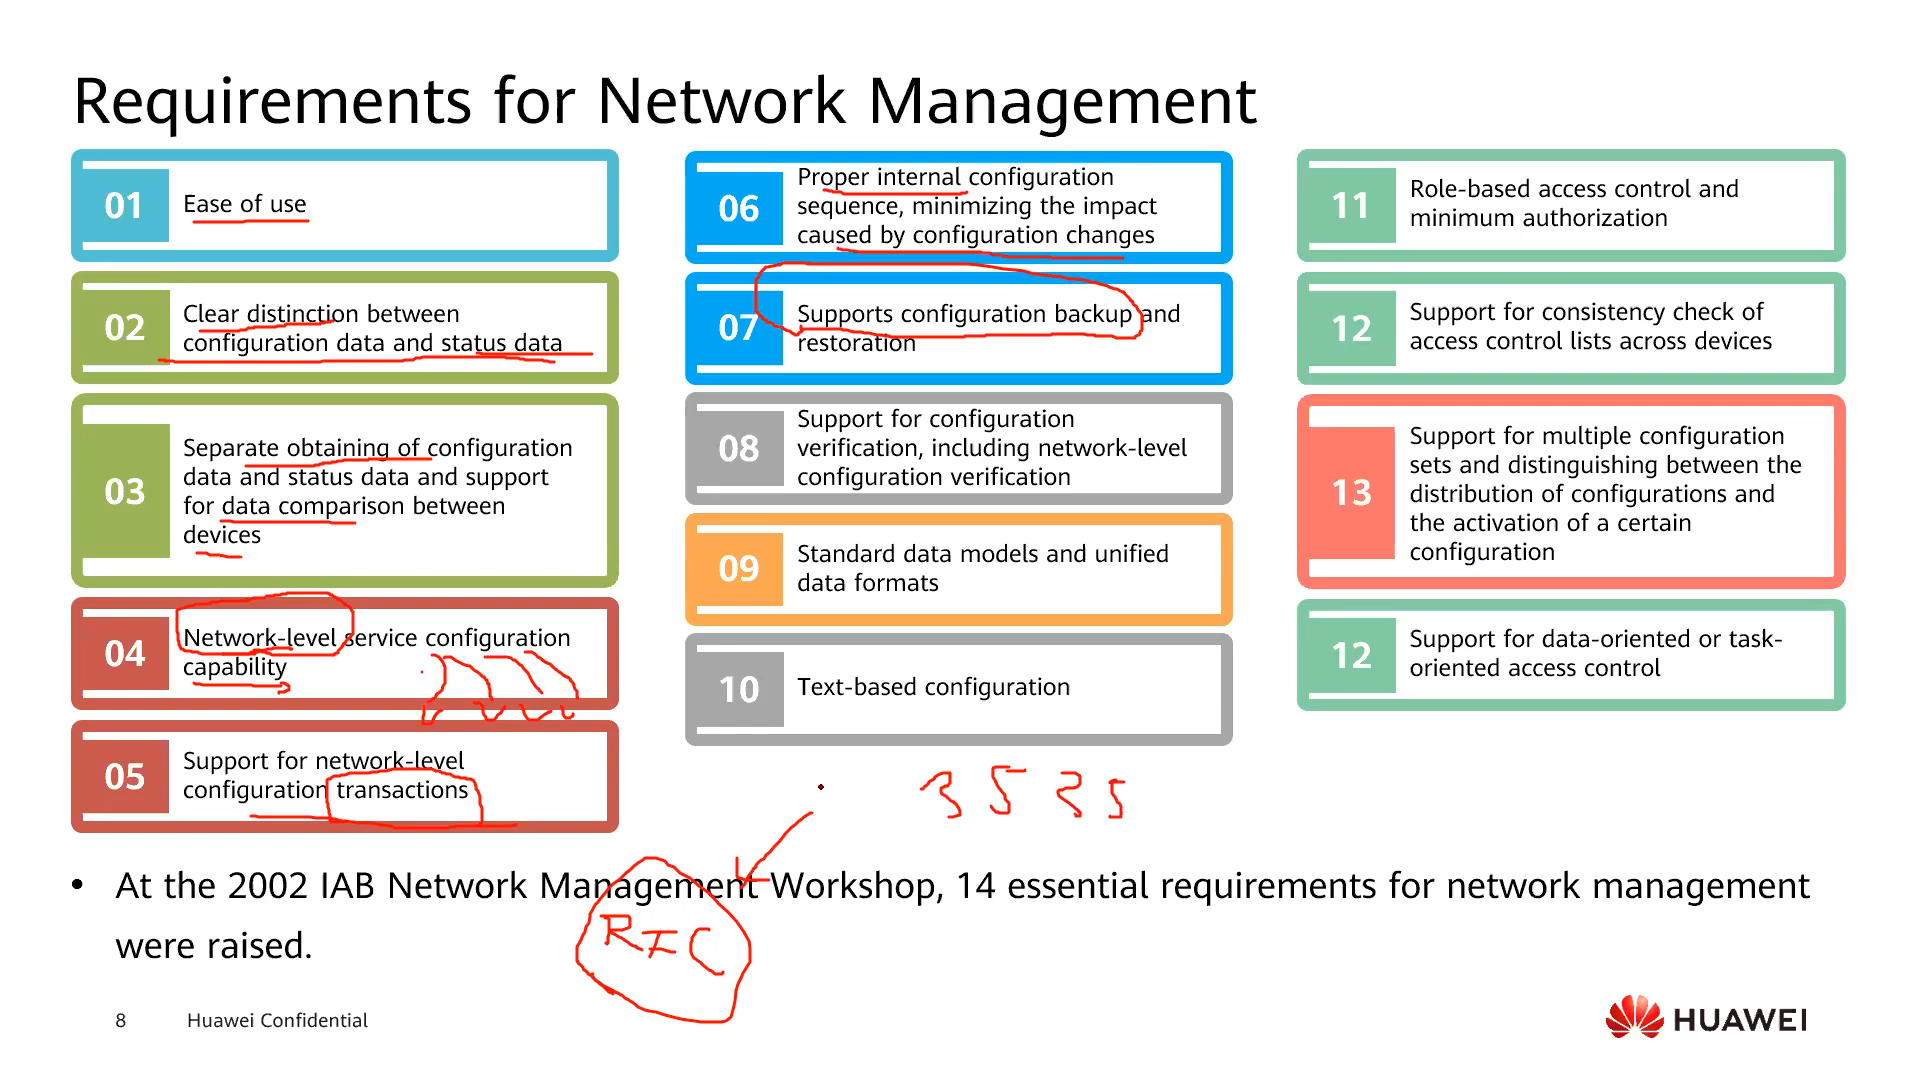 Requirements for Network Management
01
Ease of use
02
Clear distinction between
configuration data and status data
03
Separate obtaining of configuration
data and status data and support
for data comparison between
devices
04
Network-level service configuration
capability
05
Support for network-level
configuration transactions
06
Proper internal configuration
sequence, minimizing the impact
caused by configuration changes
07
Supports configuration backup and
restoration
08
Support for configuration
verification, including network-level
configuration verification
09
Standard data models and unified
data formats
10
Text-based configuration
11
Role-based access control and
minimum authorization
12
Support for consistency check of
access control lists across devices
13
Support for multiple configuration
sets and distinguishing between the
distribution of configurations and
the activation of a certain
configuration
12
Support for data-oriented or task-
oriented access control
3535
• At the 2002 IAB Network Management Workshop, 14 essential requirements for network management
were raised.
8
Huawei Confidential
HUAWEI